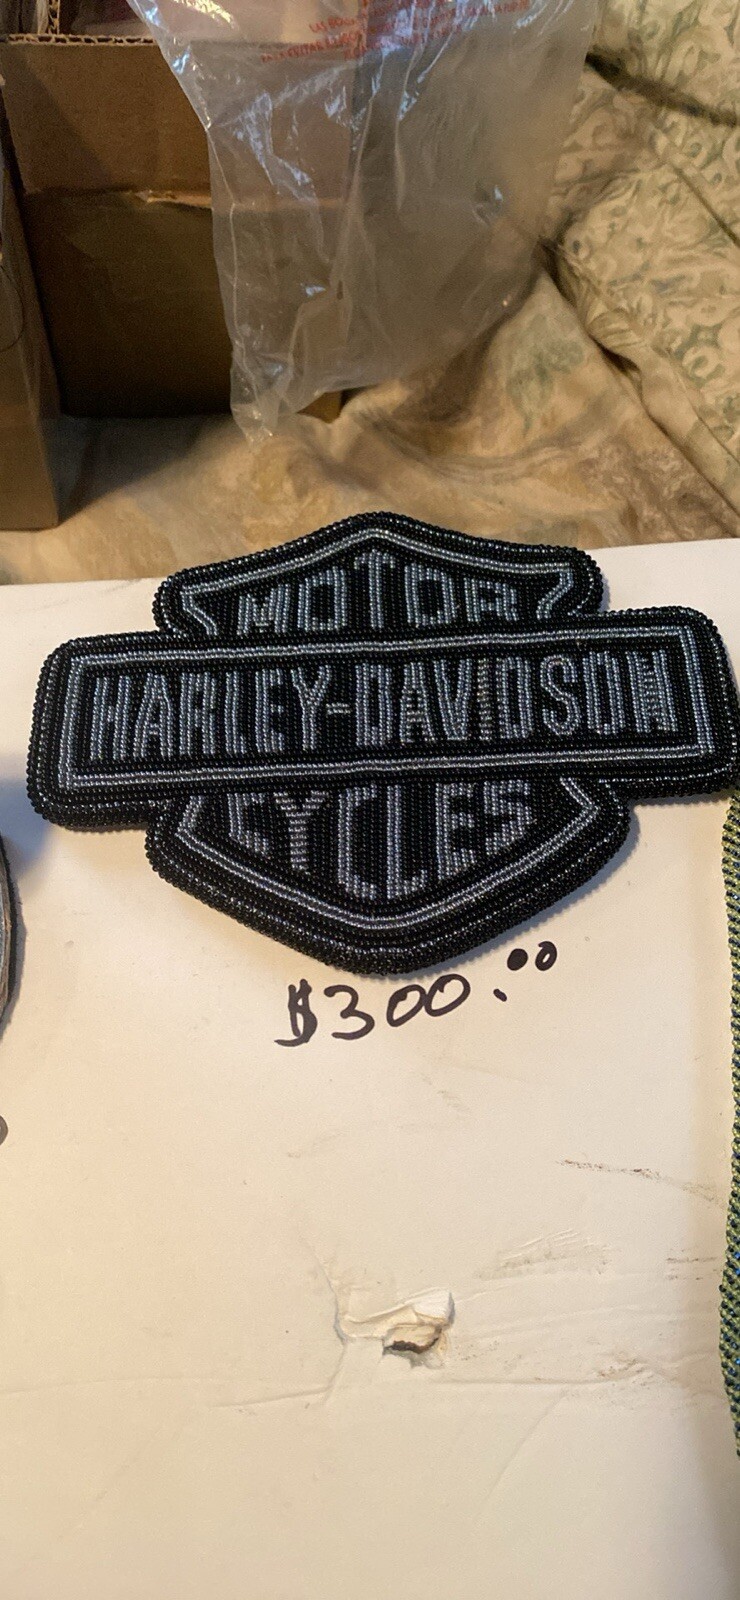 MOTOR
HARLEY-DAVIDSON
CYCLES
$300.00